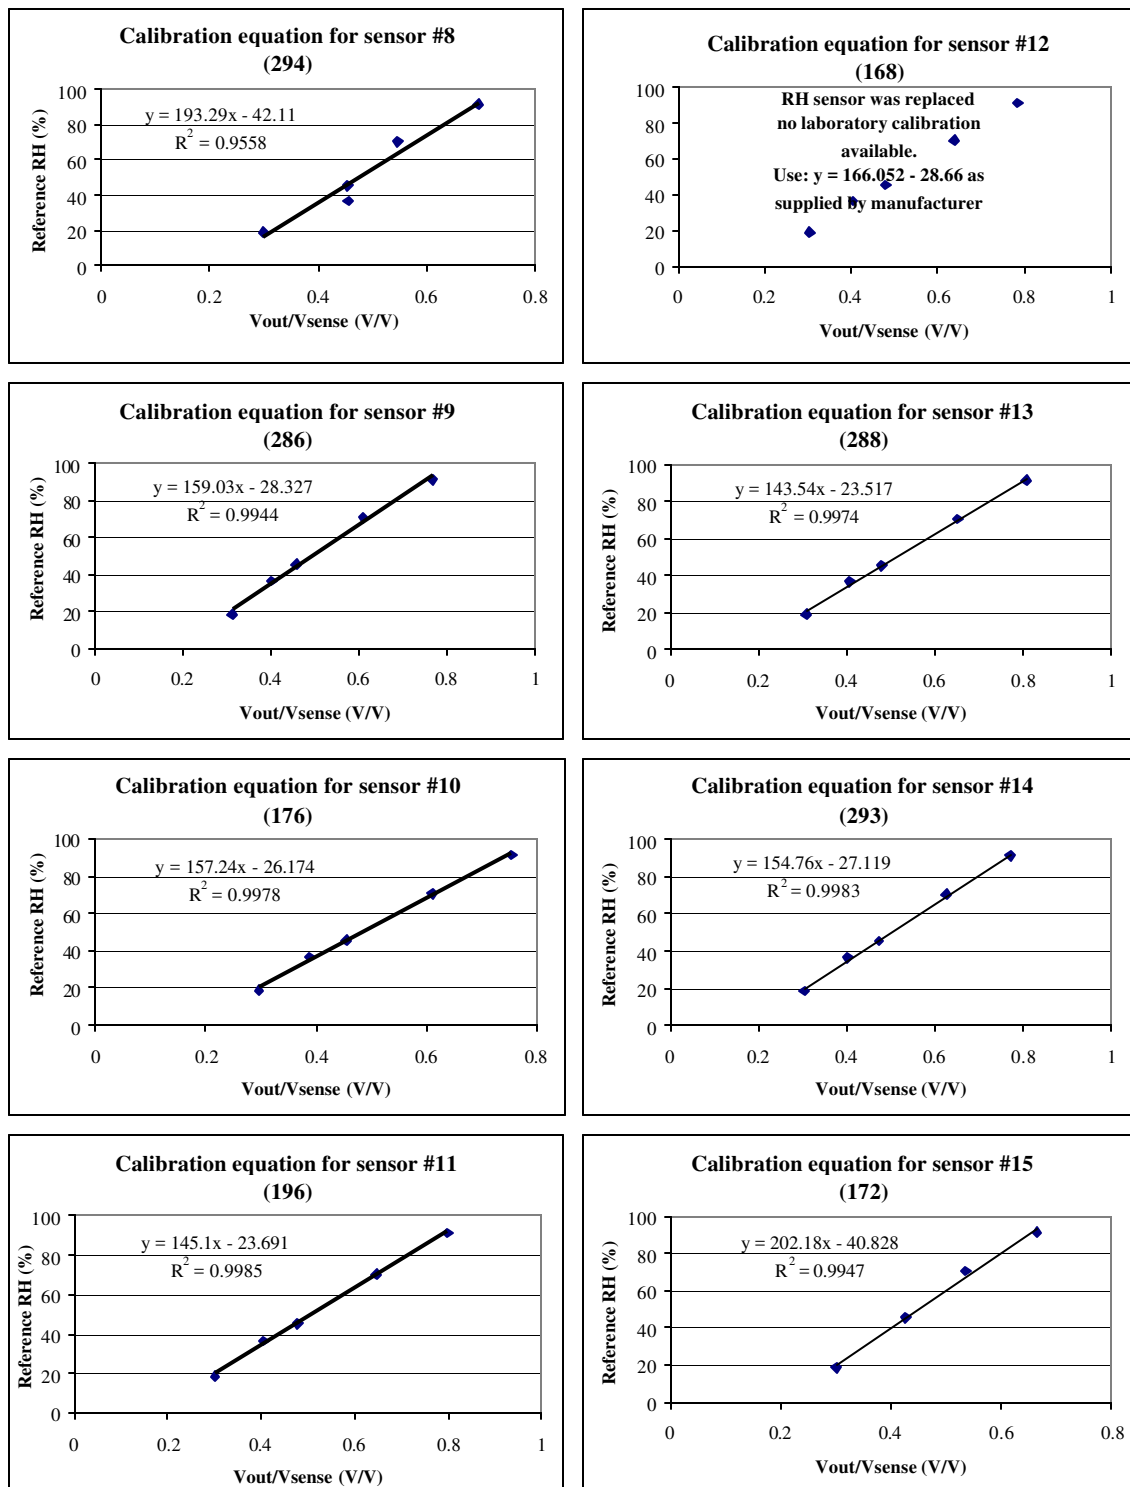 Calibration equation for sensor #8
(294)
y = 193.29x - 42.11
R² = 0.9558
Reference RH (%)
100
80
60
40
20
0
0 0.2 0.4 0.6 0.8
Vout/Vsense (V/V)
Calibration equation for sensor #12
(168)
RH sensor was replaced
no laboratory calibration
available.
Use: y = 166.052 - 28.66 as
supplied by manufacturer
100
80
60
40
20
0
0 0.2 0.4 0.6 0.8 1
Vout/Vsense (V/V)
Calibration equation for sensor #9
(286)
y = 159.03x - 28.327
R² = 0.9944
Reference RH (%)
100
80
60
40
20
0
0 0.2 0.4 0.6 0.8 1
Vout/Vsense (V/V)
Calibration equation for sensor #13
(288)
y = 143.54x - 23.517
R² = 0.9974
Reference RH (%)
100
80
60
40
20
0
0 0.2 0.4 0.6 0.8 1
Vout/Vsense (V/V)
Calibration equation for sensor #10
(176)
y = 157.24x - 26.174
R² = 0.9978
Reference RH (%)
100
80
60
40
20
0
0 0.2 0.4 0.6 0.8
Vout/Vsense (V/V)
Calibration equation for sensor #14
(293)
y = 154.76x - 27.119
R² = 0.9983
Reference RH (%)
100
80
60
40
20
0
0 0.2 0.4 0.6 0.8 1
Vout/Vsense (V/V)
Calibration equation for sensor #11
(196)
y = 145.1x - 23.691
R² = 0.9985
Reference RH (%)
100
80
60
40
20
0
0 0.2 0.4 0.6 0.8 1
Vout/Vsense (V/V)
Calibration equation for sensor #15
(172)
y = 202.18x - 40.828
R² = 0.9947
Reference RH (%)
100
80
60
40
20
0
0 0.2 0.4 0.6 0.8
Vout/Vsense (V/V)